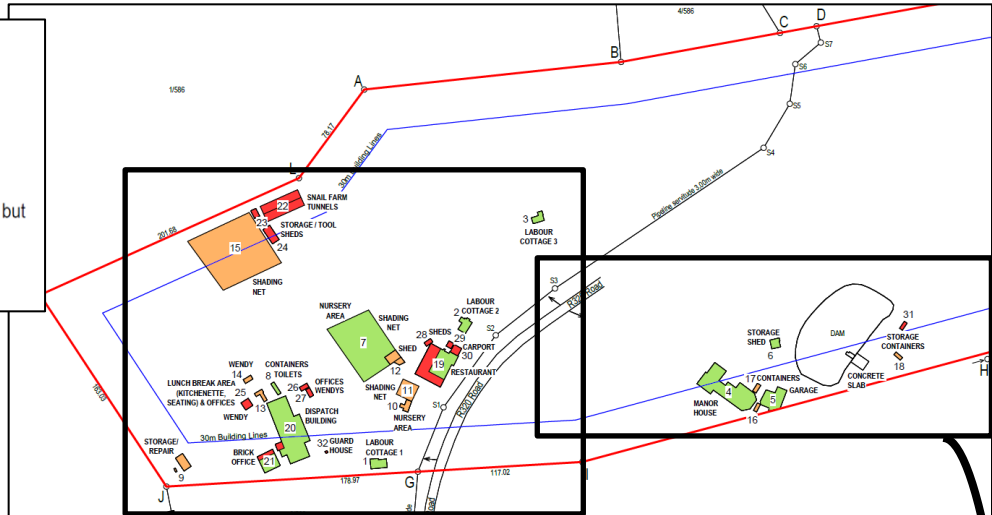 but
1/586
4/586
A
B
C
D
S7
S6
S5
S4
78.17
30m Building Lines
Pipeline servitude 3,00m wide
L
22
SNAIL FARM
TUNNELS
23
STORAGE / TOOL
SHEDS
24
201.68
15
SHADING
NET
3
LABOUR
COTTAGE 3
S3
R320 Road
NURSERY
AREA
SHADING
NET
7
LABOUR
COTTAGE 2
2
S2
28
SHEDS
29
CARPORT
30
SHED
12
19
RESTAURANT
WENDY
14
CONTAINERS
TOILETS
8
LUNCH BREAK AREA
(KITCHENETTE,
SEATING) & OFFICES
25
WENDY
13
OFFICES
WENDYS
26
27
SHADING
NET
11
10
NURSERY
AREA
S1
R320 Road
DISPATCH
BUILDING
20
30m Building Lines
STORAGE/
REPAIR
9
BRICK
OFFICE
21
32
GUARD
HOUSE
LABOUR
COTTAGE 1
1
J
178.97
G
117.02
I
oad
DAM
31
STORAGE
CONTAINERS
18
STORAGE
SHED
6
CONCRETE
SLAB
H
17
CONTAINERS
GARAGE
4
5
MANOR
HOUSE
16